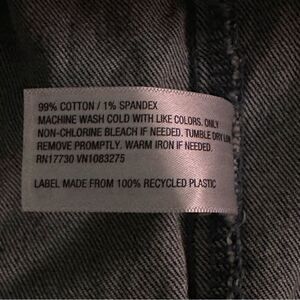 99% COTTON / 1% SPANDEX
MACHINE WASH COLD WITH LIKE COLORS. ONLY
NON-CHLORINE BLEACH IF NEEDED. TUMBLE DRY LOW.
REMOVE PROMPTLY. WARM IRON IF NEEDED.
RN17730 VN1083275
LABEL MADE FROM 100% RECYCLED PLASTIC